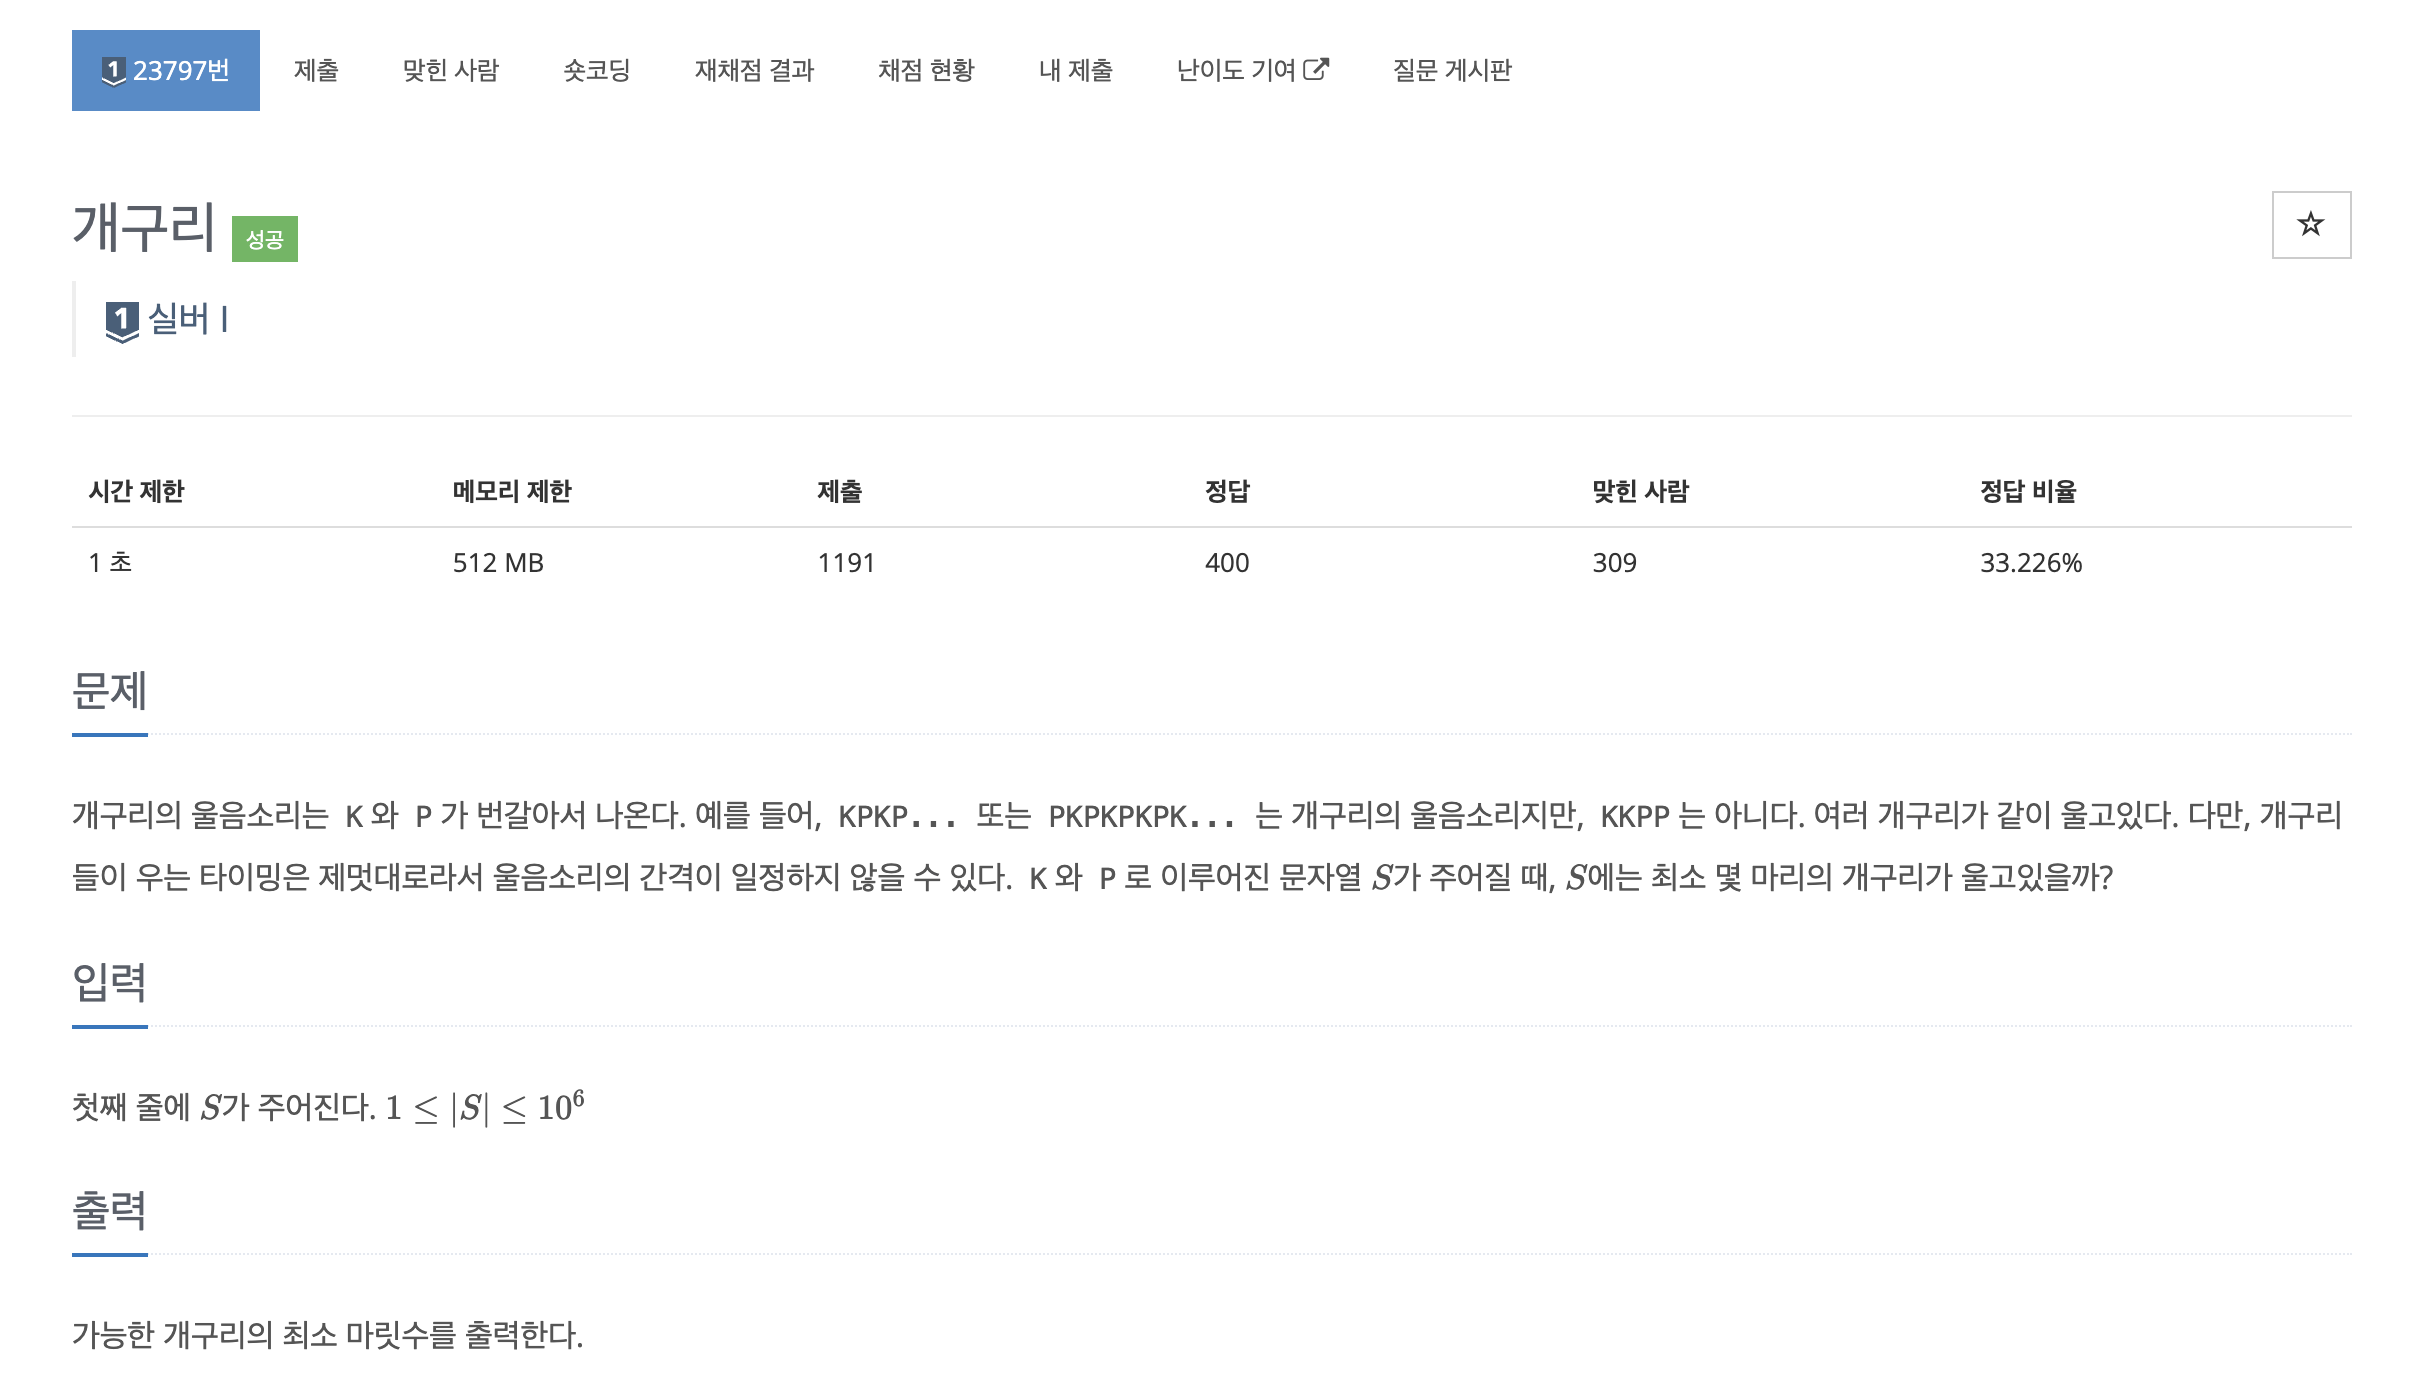 1 23797번 제출 맞힌 사람 숏코딩 재채점 결과 채점 현황 내 제출 난이도 기여 질문 게시판
개구리 성공
1 실버 I
시간 제한 메모리 제한 제출 정답 맞힌 사람 정답 비율
1 초 512 MB 1191 400 309 33.226%
문제
개구리의 울음소리는 K 와 P 가 번갈아서 나온다. 예를 들어, KPKP... 또는 PKPKPKPK... 는 개구리의 울음소리지만, KKPP 는 아니다. 여러 개구리가 같이 울고있다. 다만, 개구리
들이 우는 타이밍은 제멋대로라서 울음소리의 간격이 일정하지 않을 수 있다. K 와 P 로 이루어진 문자열 S가 주어질 때, S에는 최소 몇 마리의 개구리가 울고있을까?
입력
첫째 줄에 S가 주어진다. 1 ≤ |S| ≤ 10⁶
출력
가능한 개구리의 최소 마릿수를 출력한다.